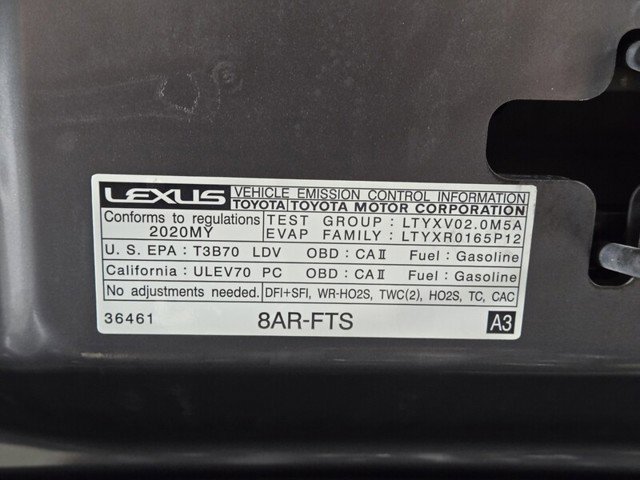 LEXUS VEHICLE EMISSION CONTROL INFORMATION
TOYOTA TOYOTA MOTOR CORPORATION
Conforms to regulations
2020MY
TEST GROUP : LTYXV02.0M5A
EVAP FAMILY : LTYXR0165P12
U. S. EPA : T3B70 LDV OBD : CAⅡ Fuel : Gasoline
California : ULEV70 PC OBD : CAⅡ Fuel : Gasoline
No adjustments needed. DFI+SFI, WR-HO2S, TWC(2), HO2S, TC, CAC
36461 8AR-FTS A3